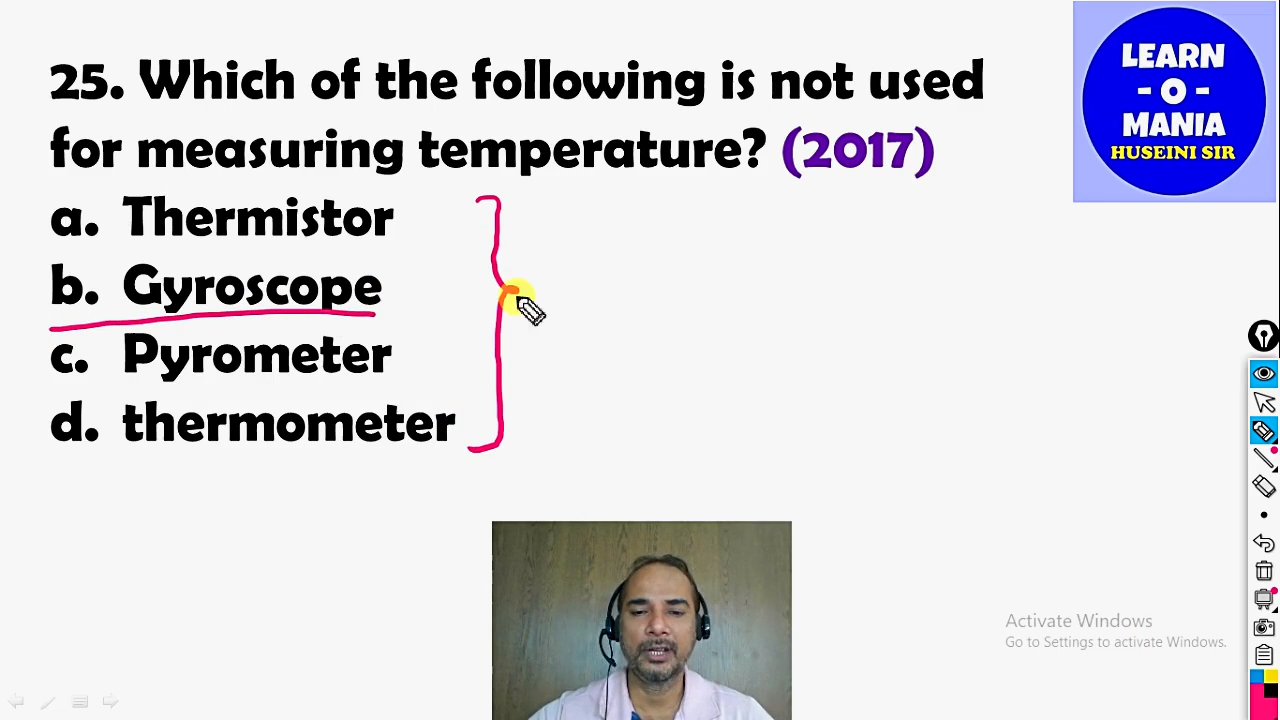 25. Which of the following is not used
for measuring temperature? (2017)
a. Thermistor
b. Gyroscope
c. Pyrometer
d. thermometer
LEARN
- O -
MANIA
HUSEINI SIR
Activate Windows
Go to Settings to activate Windows.